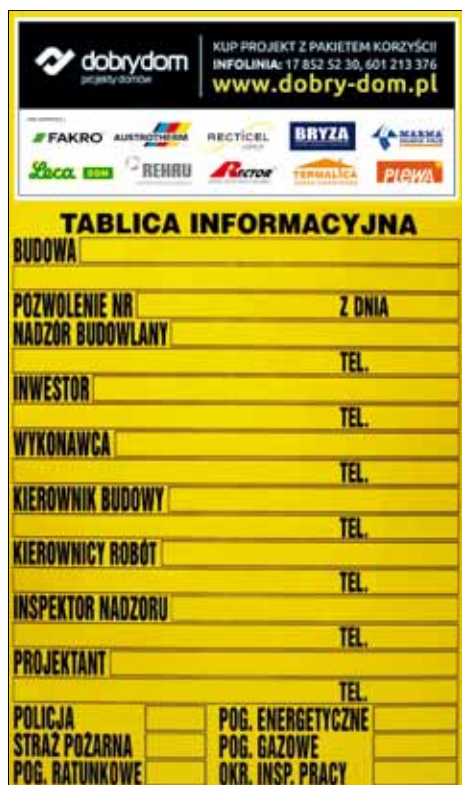 dobrydom
projekty domów
KUP PROJEKT Z PAKIETEM KORZYŚCI!
INFOLINIA: 17 852 52 30, 601 213 376
www.dobry-dom.pl
FAKRO AUSTROTHERM RECTICEL BRYZA MARMA
Leca DOM REHAU RECTOR TERMALICA PLEWA
TABLICA INFORMACYJNA
BUDOWA
POZWOLENIE NR Z DNIA
NADZÓR BUDOWLANY
TEL.
INWESTOR
TEL.
WYKONAWCA
TEL.
KIEROWNIK BUDOWY
TEL.
KIEROWNICY ROBÓT
TEL.
INSPEKTOR NADZORU
TEL.
PROJEKTANT
TEL.
POLICJA POG. ENERGETYCZNE
STRAŻ POŻARNA POG. GAZOWE
POG. RATUNKOWE OKR. INSP. PRACY